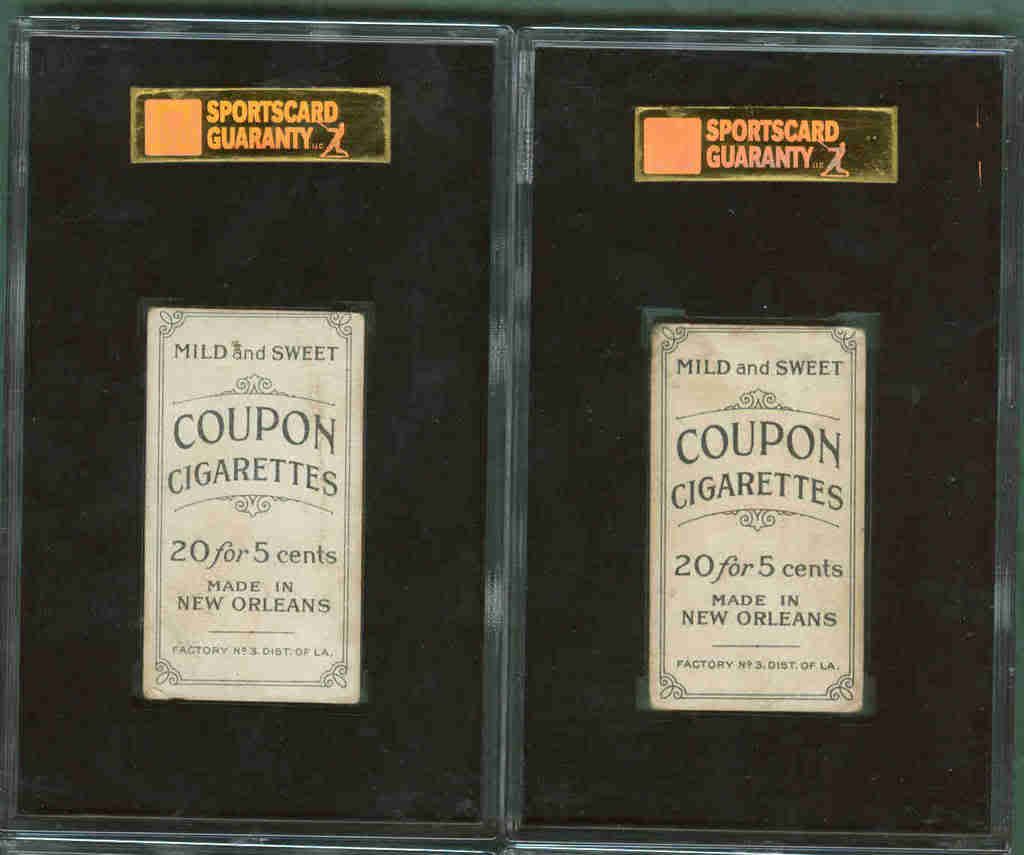 SPORTSCARD
GUARANTY LLC
MILD and SWEET
COUPON
CIGARETTES
20 for 5 cents
MADE IN
NEW ORLEANS
FACTORY Nº 3. DIST. OF LA.
SPORTSCARD
GUARANTY LLC
MILD and SWEET
COUPON
CIGARETTES
20 for 5 cents
MADE IN
NEW ORLEANS
FACTORY Nº 3. DIST. OF LA.